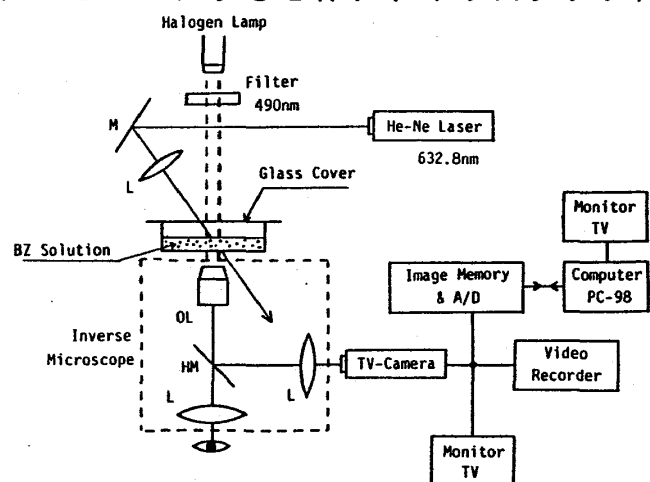 Halogen Lamp
Filter
490nm
M
He-Ne Laser
632.8nm
L
Glass Cover
BZ Solution
Monitor
TV
Image Memory
& A/D
Computer
PC-98
OL
Inverse
Microscope
HM
TV-Camera
Video
Recorder
L
L
Monitor
TV